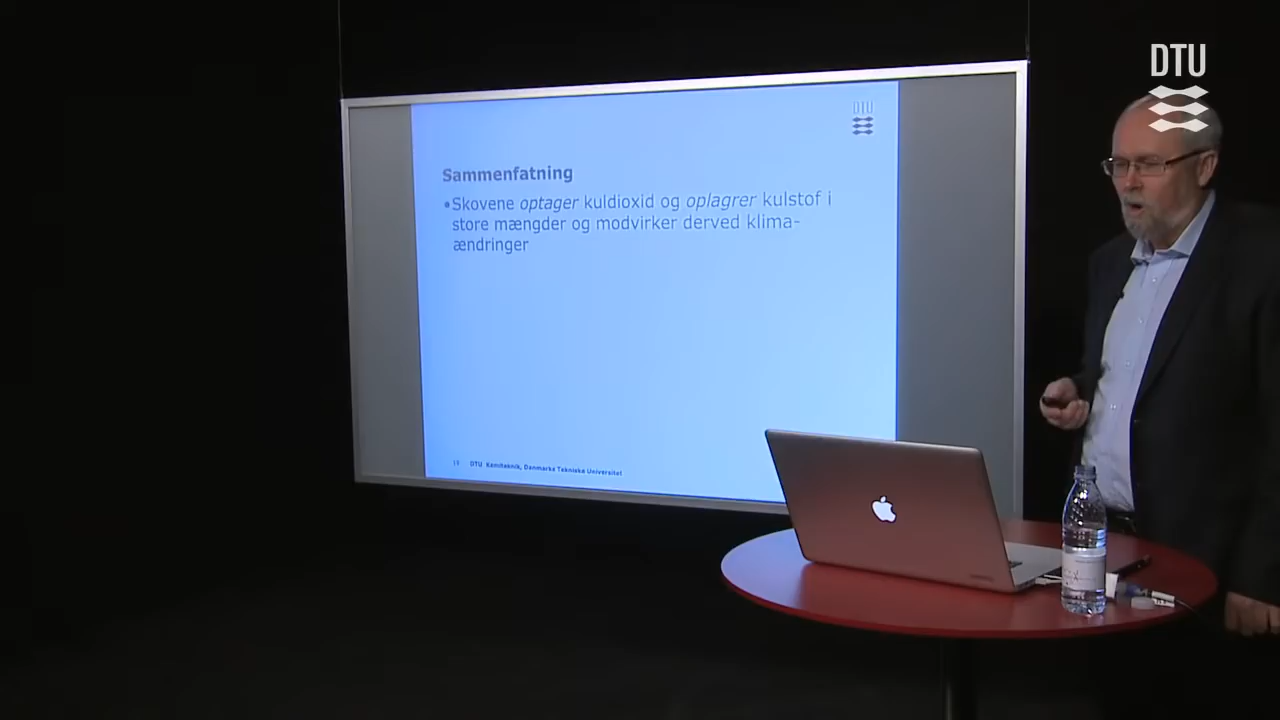 DTU
DTU
Sammenfatning
•Skovene optager kuldioxid og oplagrer kulstof i
store mængder og modvirker derved klima-
ændringer
DTU Kemiteknik, Danmarks Tekniske Universitet